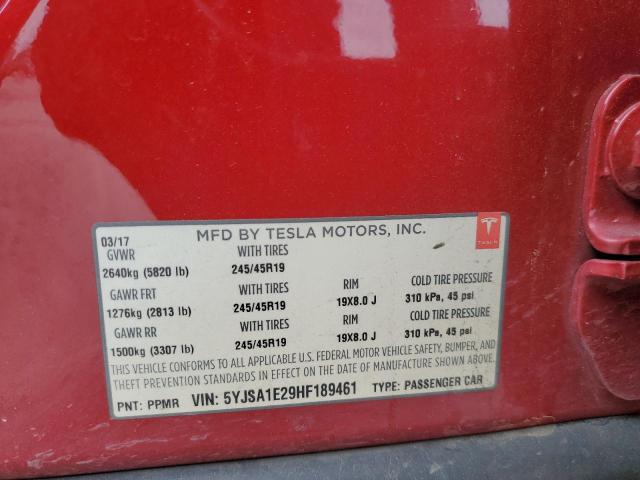 03/17 MFD BY TESLA MOTORS, INC.
GVWR WITH TIRES TESLA
2640kg (5820 lb) 245/45R19
GAWR FRT WITH TIRES RIM COLD TIRE PRESSURE
1276kg (2813 lb) 245/45R19 19X8.0 J 310 kPa, 45 psi
GAWR RR WITH TIRES RIM COLD TIRE PRESSURE
1500kg (3307 lb) 245/45R19 19X8.0 J 310 kPa, 45 psi
THIS VEHICLE CONFORMS TO ALL APPLICABLE U.S. FEDERAL MOTOR VEHICLE SAFETY, BUMPER, AND
THEFT PREVENTION STANDARDS IN EFFECT ON THE DATE OF MANUFACTURE SHOWN ABOVE.
PNT: PPMR VIN: 5YJSA1E29HF189461 TYPE: PASSENGER CAR